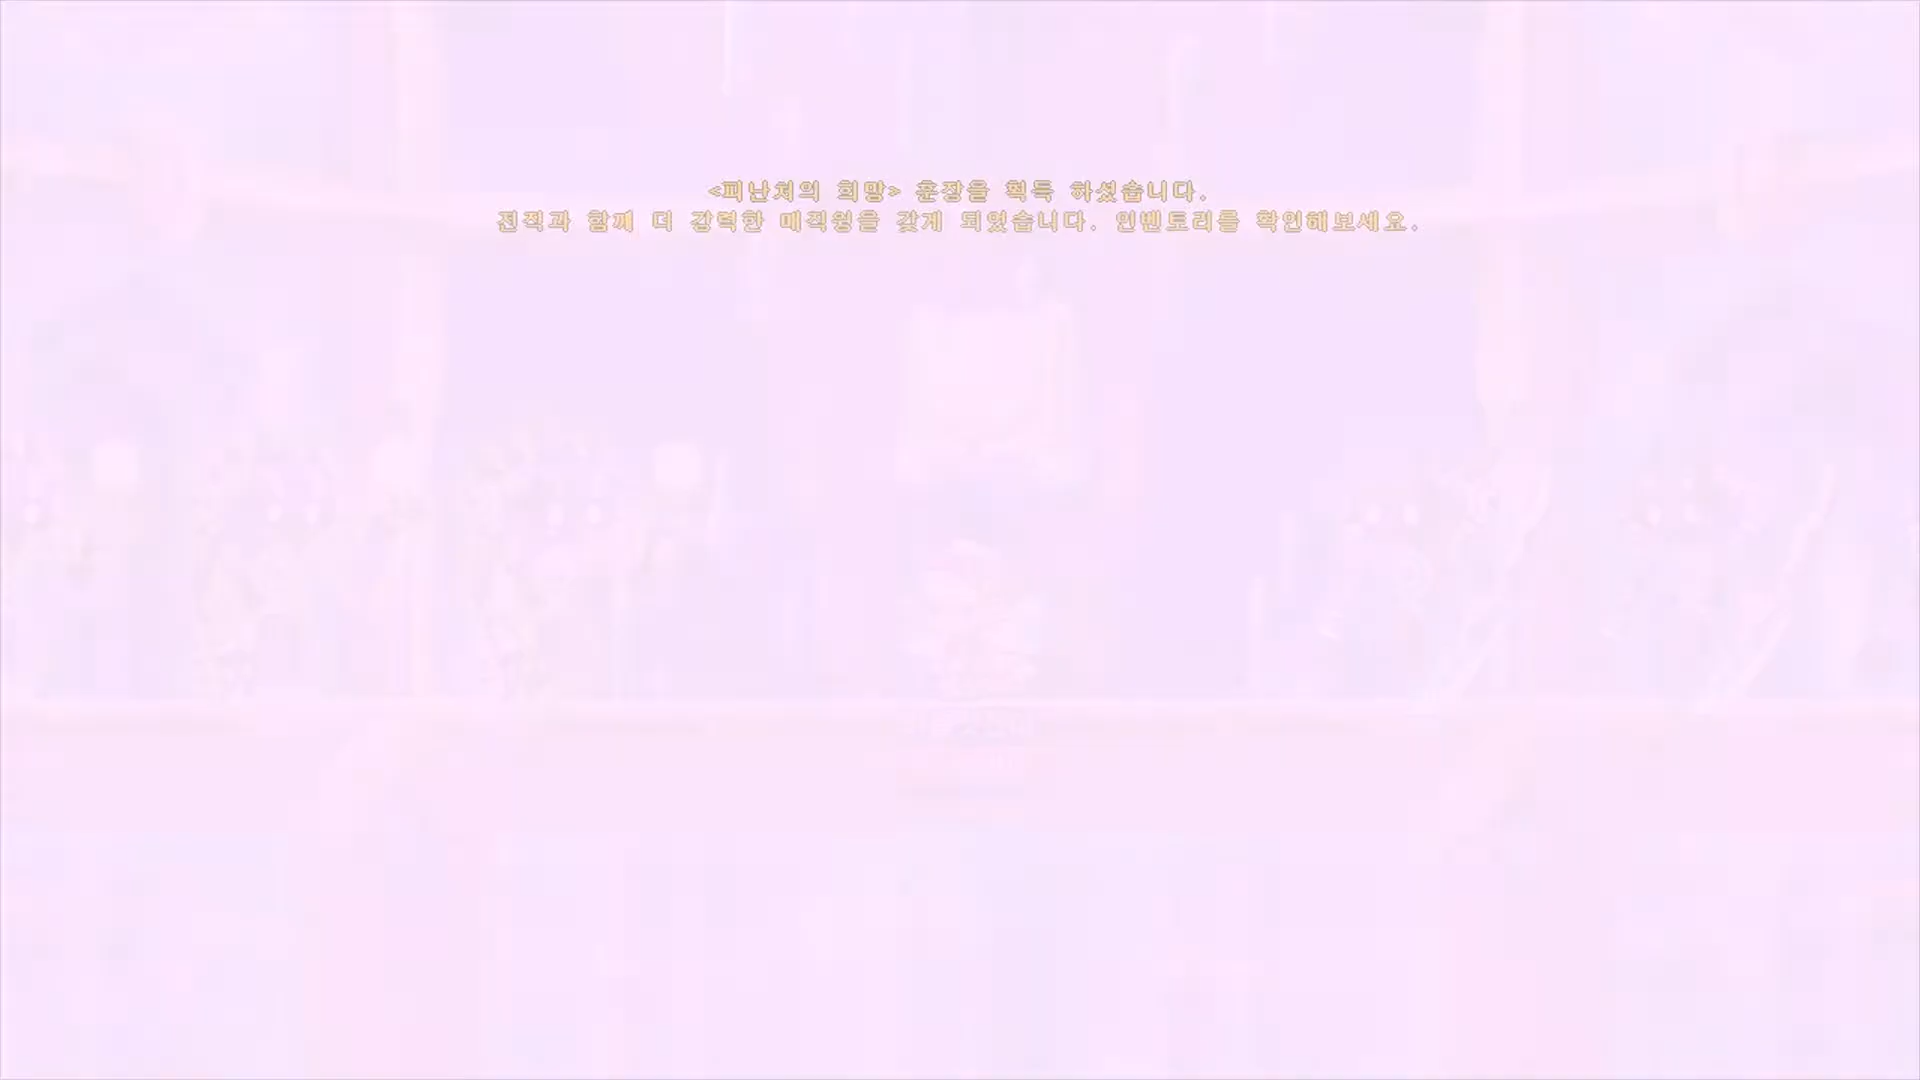 <피난처의 희망> 훈장을 획득 하셨습니다.
전직과 함께 더 강력한 매직윙을 갖게 되었습니다. 인벤토리를 확인해보세요.